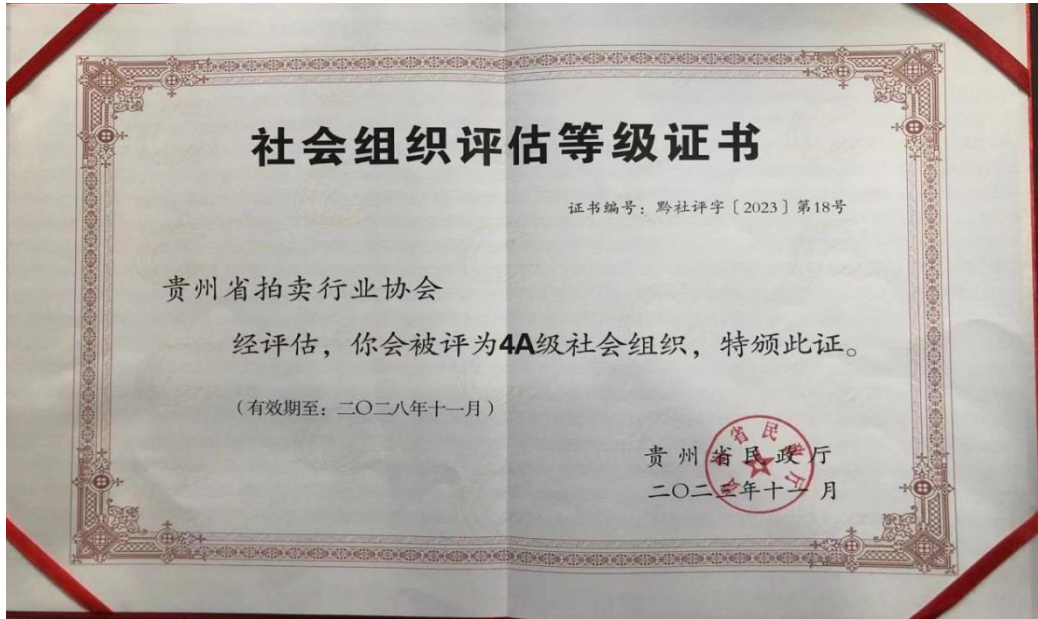 社会组织评估等级证书
证书编号：黔社评字〔2023〕第18号
贵州省拍卖行业协会
经评估，你会被评为4A级社会组织，特颁此证。
（有效期至：二〇二八年十一月）
贵州省民政厅
二〇二三年十一月